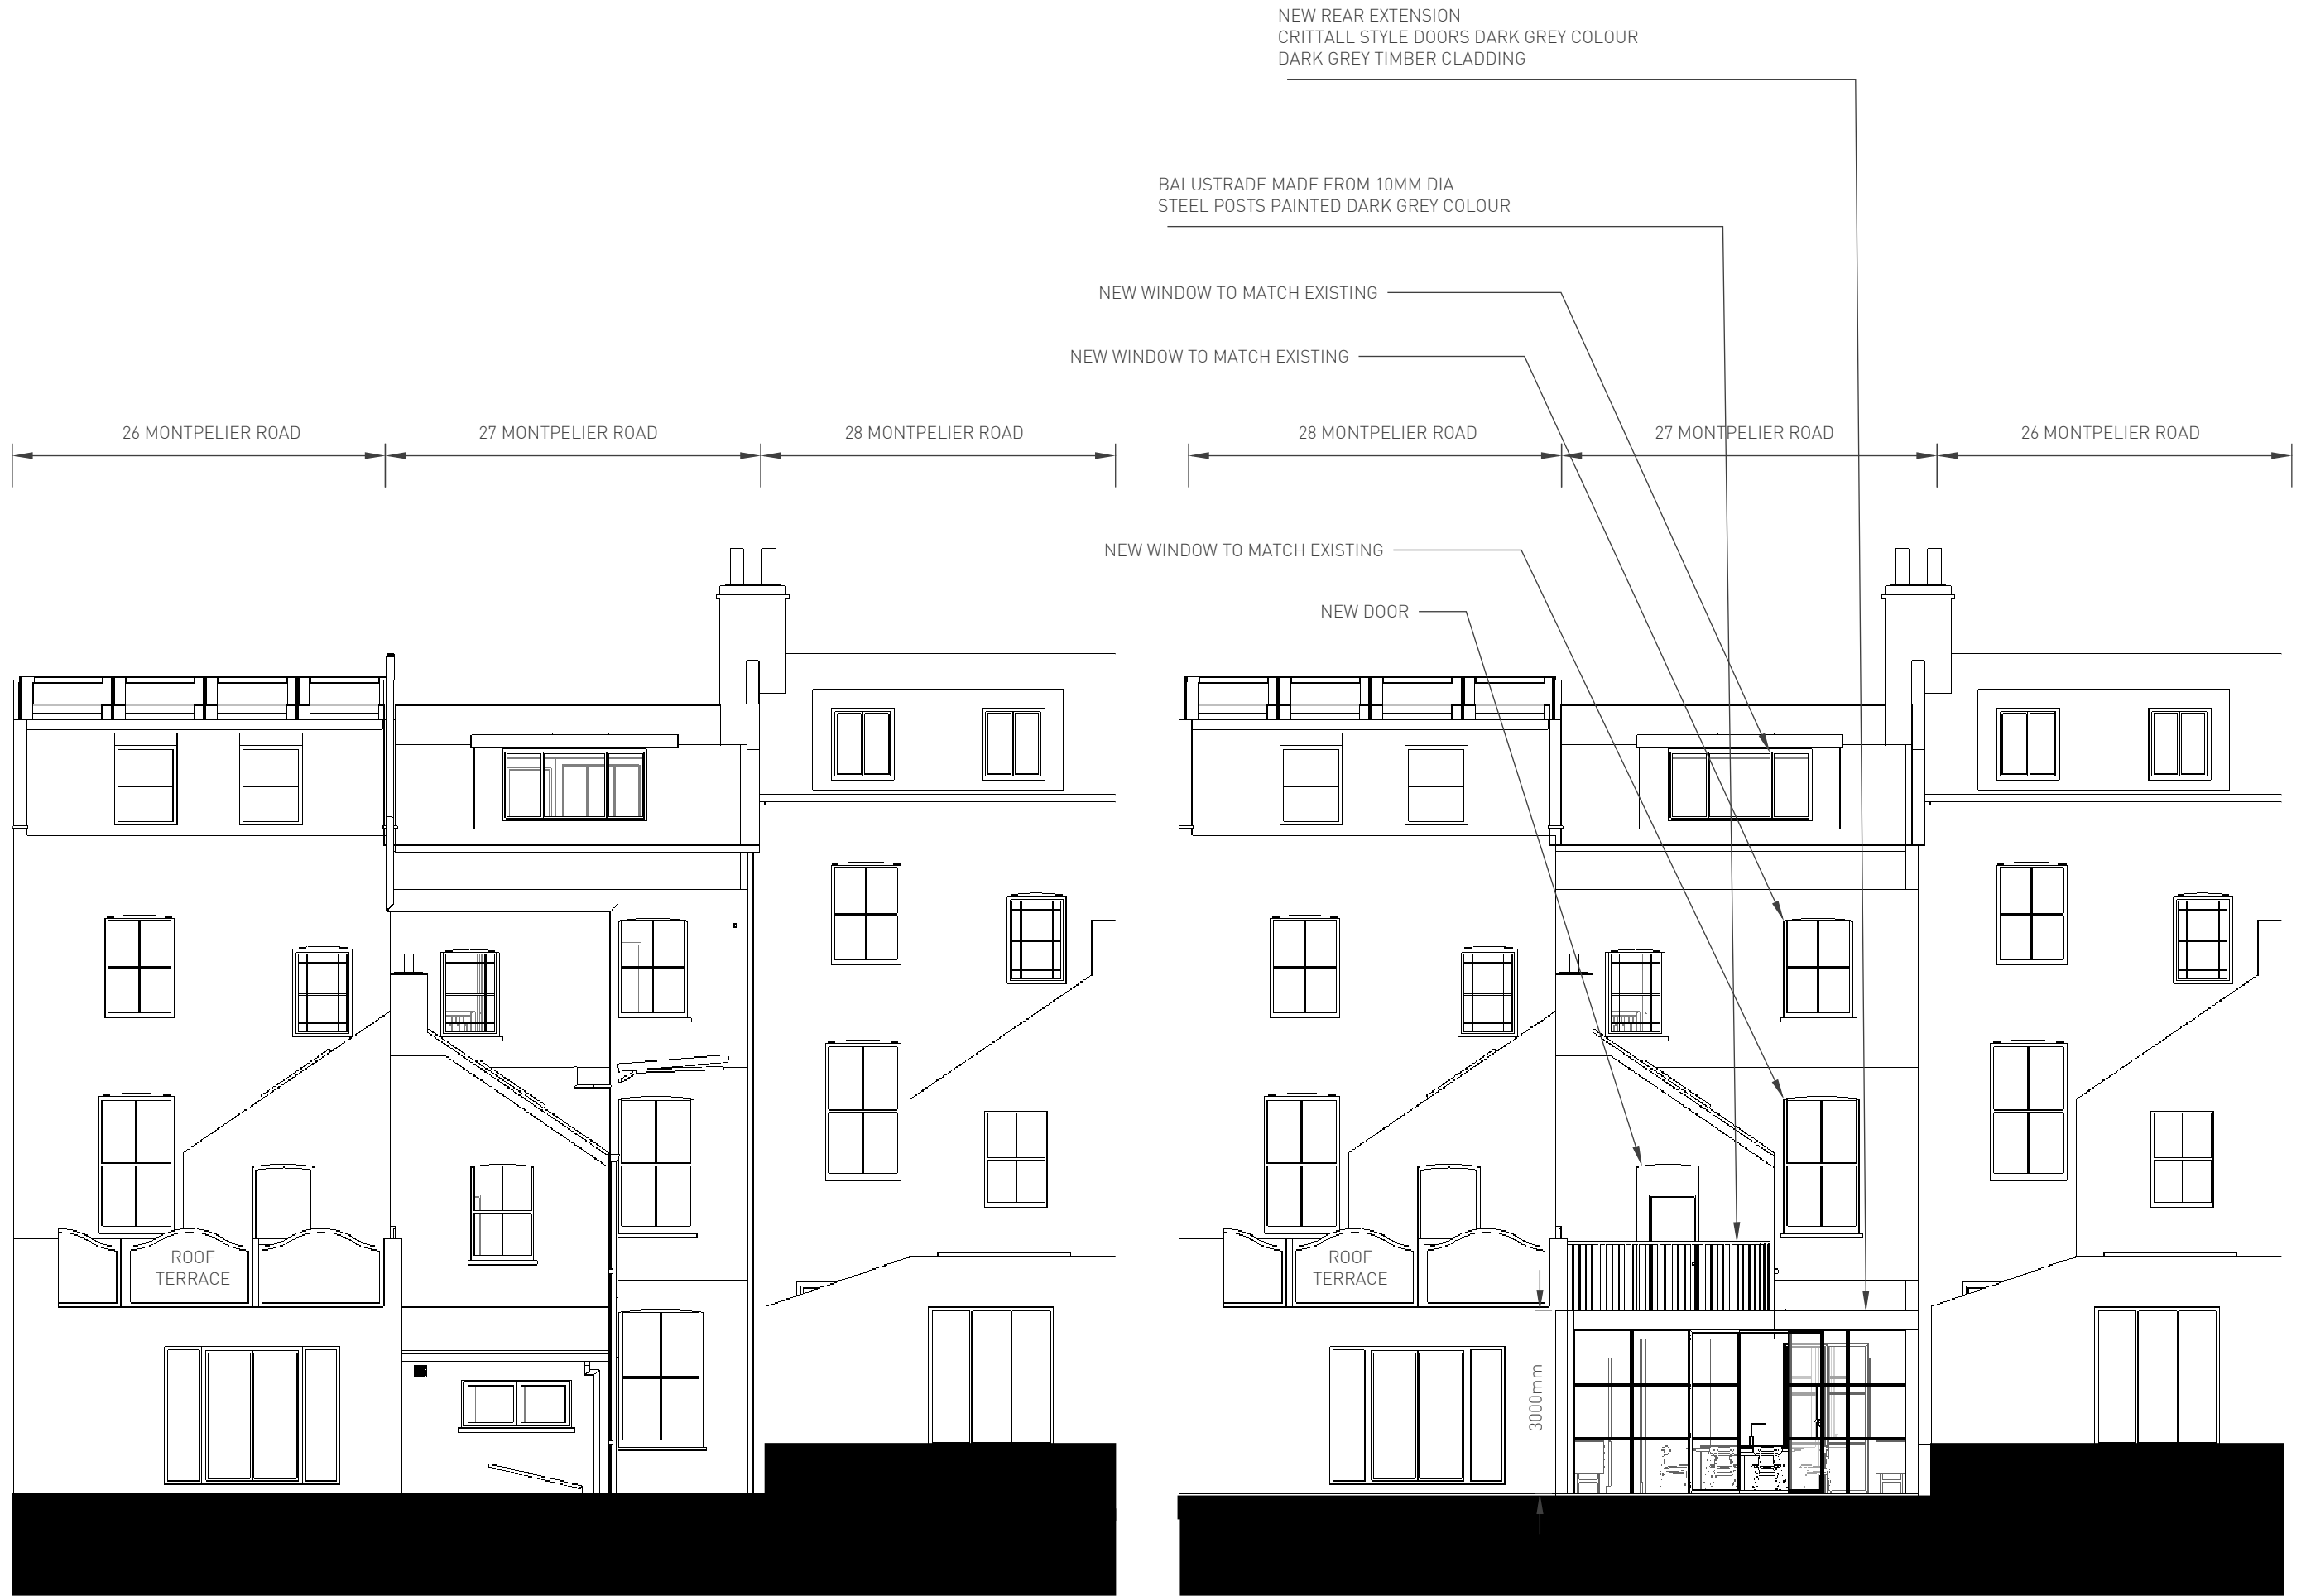 NEW REAR EXTENSION
CRITTALL STYLE DOORS DARK GREY COLOUR
DARK GREY TIMBER CLADDING
BALUSTRADE MADE FROM 10MM DIA
STEEL POSTS PAINTED DARK GREY COLOUR
NEW WINDOW TO MATCH EXISTING
NEW WINDOW TO MATCH EXISTING
26 MONTPELIER ROAD
27 MONTPELIER ROAD
28 MONTPELIER ROAD
28 MONTPELIER ROAD
27 MONTPELIER ROAD
26 MONTPELIER ROAD
NEW WINDOW TO MATCH EXISTING
NEW DOOR
ROOF
TERRACE
ROOF
TERRACE
3000mm